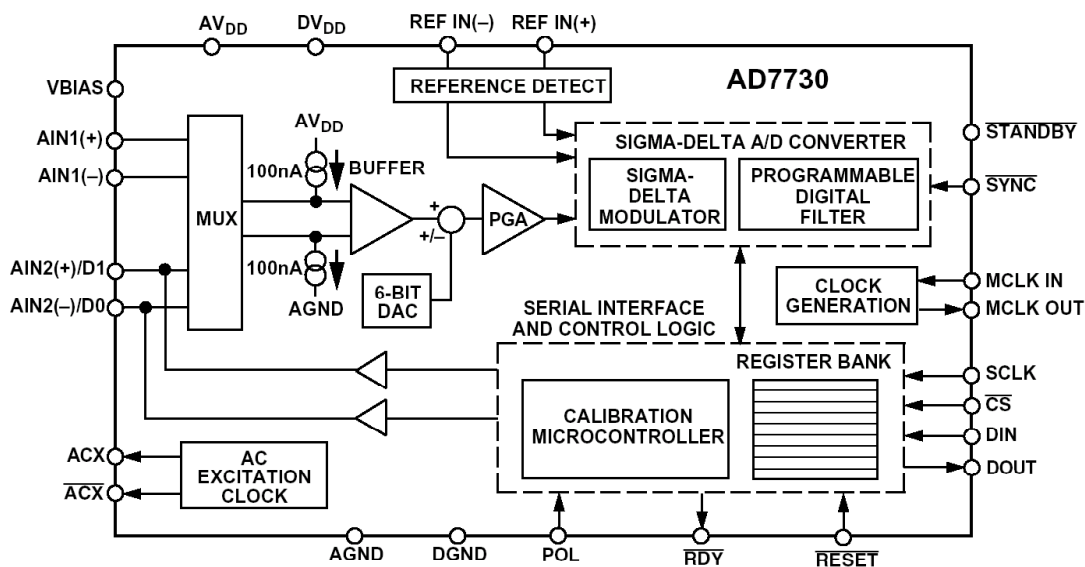 AVDD
DVDD
REF IN(–)
REF IN(+)
REFERENCE DETECT
AD7730
VBIAS
AIN1(+)
AIN1(–)
MUX
AVDD
100nA
BUFFER
100nA
AGND
+
+/–
6-BIT
DAC
PGA
SIGMA-DELTA A/D CONVERTER
SIGMA-
DELTA
MODULATOR
PROGRAMMABLE
DIGITAL
FILTER
STANDBY
SYNC
AIN2(+)/D1
AIN2(–)/D0
CLOCK
GENERATION
MCLK IN
MCLK OUT
SERIAL INTERFACE
AND CONTROL LOGIC
REGISTER BANK
CALIBRATION
MICROCONTROLLER
SCLK
CS
DIN
DOUT
ACX
ACX
AC
EXCITATION
CLOCK
AGND
DGND
POL
RDY
RESET